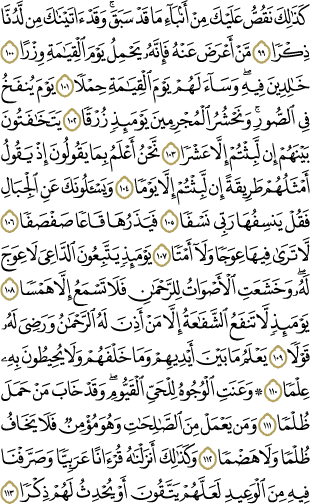 كَذَٰلِكَ نَقُصُّ عَلَيْكَ مِنْ أَنۢبَآءِ مَا قَدْ سَبَقَ ۚ وَقَدْ ءَاتَيْنَٰكَ مِن لَّدُنَّا
ذِكْرًا ٩٩ مَّنْ أَعْرَضَ عَنْهُ فَإِنَّهُۥ يَحْمِلُ يَوْمَ ٱلْقِيَٰمَةِ وِزْرًا ١٠٠
خَٰلِدِينَ فِيهِ ۖ وَسَآءَ لَهُمْ يَوْمَ ٱلْقِيَٰمَةِ حِمْلًا ١٠١ يَوْمَ يُنفَخُ
فِى ٱلصُّورِ ۚ وَنَحْشُرُ ٱلْمُجْرِمِينَ يَوْمَئِذٍ زُرْقًا ١٠٢ يَتَخَٰفَتُونَ
بَيْنَهُمْ إِن لَّبِثْتُمْ إِلَّا عَشْرًا ١٠٣ نَّحْنُ أَعْلَمُ بِمَا يَقُولُونَ إِذْ يَقُولُ
أَمْثَلُهُمْ طَرِيقَةً إِن لَّبِثْتُمْ إِلَّا يَوْمًا ١٠٤ وَيَسْـَٔلُونَكَ عَنِ ٱلْجِبَالِ
فَقُلْ يَنسِفُهَا رَبِّى نَسْفًا ١٠٥ فَيَذَرُهَا قَاعًا صَفْصَفًا ١٠٦
لَّا تَرَىٰ فِيهَا عِوَجًا وَلَآ أَمْتًا ١٠٧ يَوْمَئِذٍ يَتَّبِعُونَ ٱلدَّاعِىَ لَا عِوَجَ
لَهُۥ ۖ وَخَشَعَتِ ٱلْأَصْوَاتُ لِلرَّحْمَٰنِ فَلَا تَسْمَعُ إِلَّا هَمْسًا ١٠٨
يَوْمَئِذٍ لَّا تَنفَعُ ٱلشَّفَٰعَةُ إِلَّا مَنْ أَذِنَ لَهُ ٱلرَّحْمَٰنُ وَرَضِىَ لَهُۥ
قَوْلًا ١٠٩ يَعْلَمُ مَا بَيْنَ أَيْدِيهِمْ وَمَا خَلْفَهُمْ وَلَا يُحِيطُونَ بِهِۦ
عِلْمًا ١١٠ ۞ وَعَنَتِ ٱلْوُجُوهُ لِلْحَىِّ ٱلْقَيُّومِ ۖ وَقَدْ خَابَ مَنْ حَمَلَ
ظُلْمًا ١١١ وَمَن يَعْمَلْ مِنَ ٱلصَّٰلِحَٰتِ وَهُوَ مُؤْمِنٌ فَلَا يَخَافُ
ظُلْمًا وَلَا هَضْمًا ١١٢ وَكَذَٰلِكَ أَنزَلْنَٰهُ قُرْءَانًا عَرَبِيًّا وَصَرَّفْنَا
فِيهِ مِنَ ٱلْوَعِيدِ لَعَلَّهُمْ يَتَّقُونَ أَوْ يُحْدِثُ لَهُمْ ذِكْرًا ١١٣